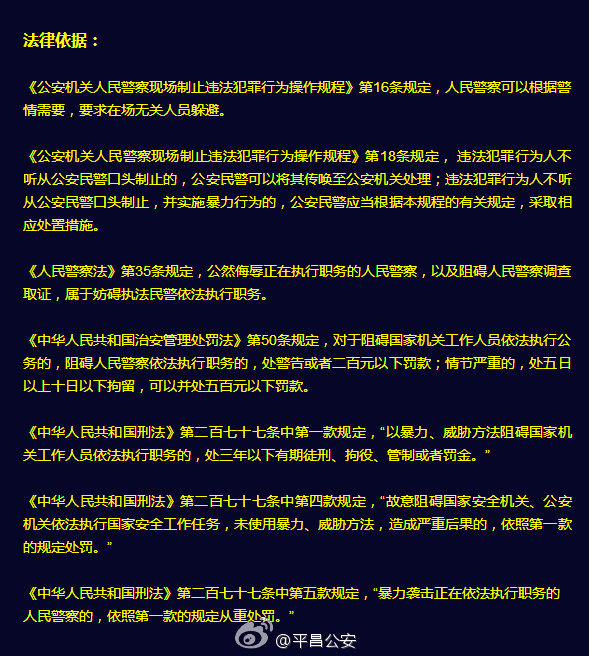 法律依据：
《公安机关人民警察现场制止违法犯罪行为操作规程》第16条规定，人民警察可以根据警
情需要，要求在场无关人员躲避。
《公安机关人民警察现场制止违法犯罪行为操作规程》第18条规定， 违法犯罪行为人不
听从公安民警口头制止的，公安民警可以将其传唤至公安机关处理；违法犯罪行为人不听
从公安民警口头制止，并实施暴力行为的，公安民警应当根据本规程的有关规定，采取相
应处置措施。
《人民警察法》第35条规定，公然侮辱正在执行职务的人民警察，以及阻碍人民警察调查
取证，属于妨碍执法民警依法执行职务。
《中华人民共和国治安管理处罚法》第50条规定，对于阻碍国家机关工作人员依法执行公
务的，阻碍人民警察依法执行职务的，处警告或者二百元以下罚款；情节严重的，处五日
以上十日以下拘留，可以并处五百元以下罚款。
《中华人民共和国刑法》第二百七十七条中第一款规定，“以暴力、威胁方法阻碍国家机
关工作人员依法执行职务的，处三年以下有期徒刑、拘役、管制或者罚金。”
《中华人民共和国刑法》第二百七十七条中第四款规定，“故意阻碍国家安全机关、公安
机关依法执行国家安全工作任务，未使用暴力、威胁方法，造成严重后果的，依照第一款
的规定处罚。”
《中华人民共和国刑法》第二百七十七条中第五款规定，“暴力袭击正在依法执行职务的
人民警察的，依照第一款的规定从重处罚。”
@平昌公安